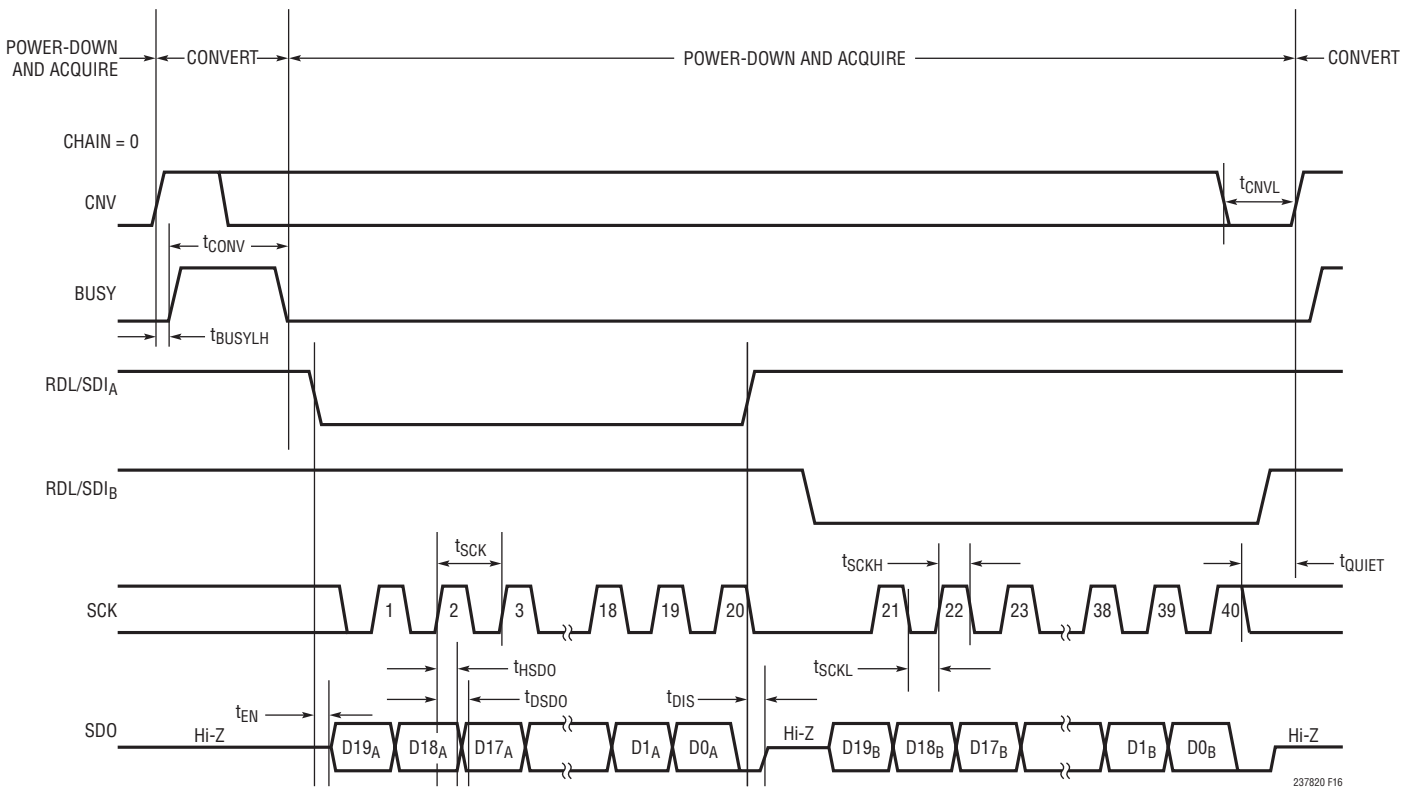 POWER-DOWN
AND ACQUIRE
CONVERT
POWER-DOWN AND ACQUIRE
CONVERT
CHAIN = 0
CNV
tCNVL
tCONV
BUSY
tBUSYLH
RDL/SDIA
RDL/SDIB
tSCK
tSCKH
tQUIET
SCK
1
2
3
18
19
20
21
22
23
38
39
40
tHSDO
tSCKL
tDSDO
tDIS
tEN
SDO
Hi-Z
D19A
D18A
D17A
D1A
D0A
Hi-Z
D19B
D18B
D17B
D1B
D0B
Hi-Z
237820 F16